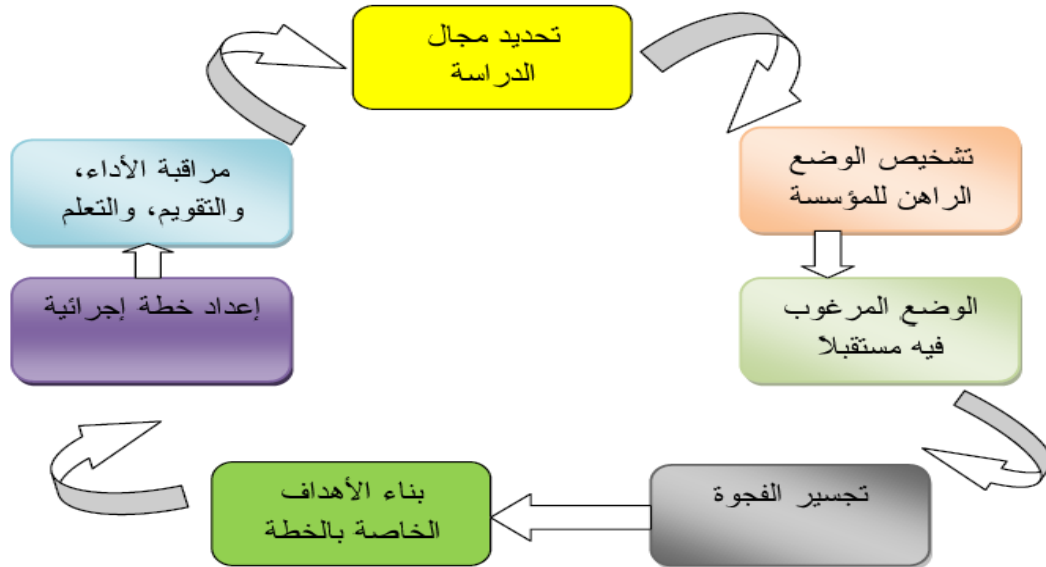 تحديد مجال
الدراسة
تشخيص الوضع
الراهن للمؤسسة
الوضع المرغوب
فيه مستقبلاً
تجسير الفجوة
بناء الأهداف
الخاصة بالخطة
إعداد خطة إجرائية
مراقبة الأداء،
والتقويم، والتعلم